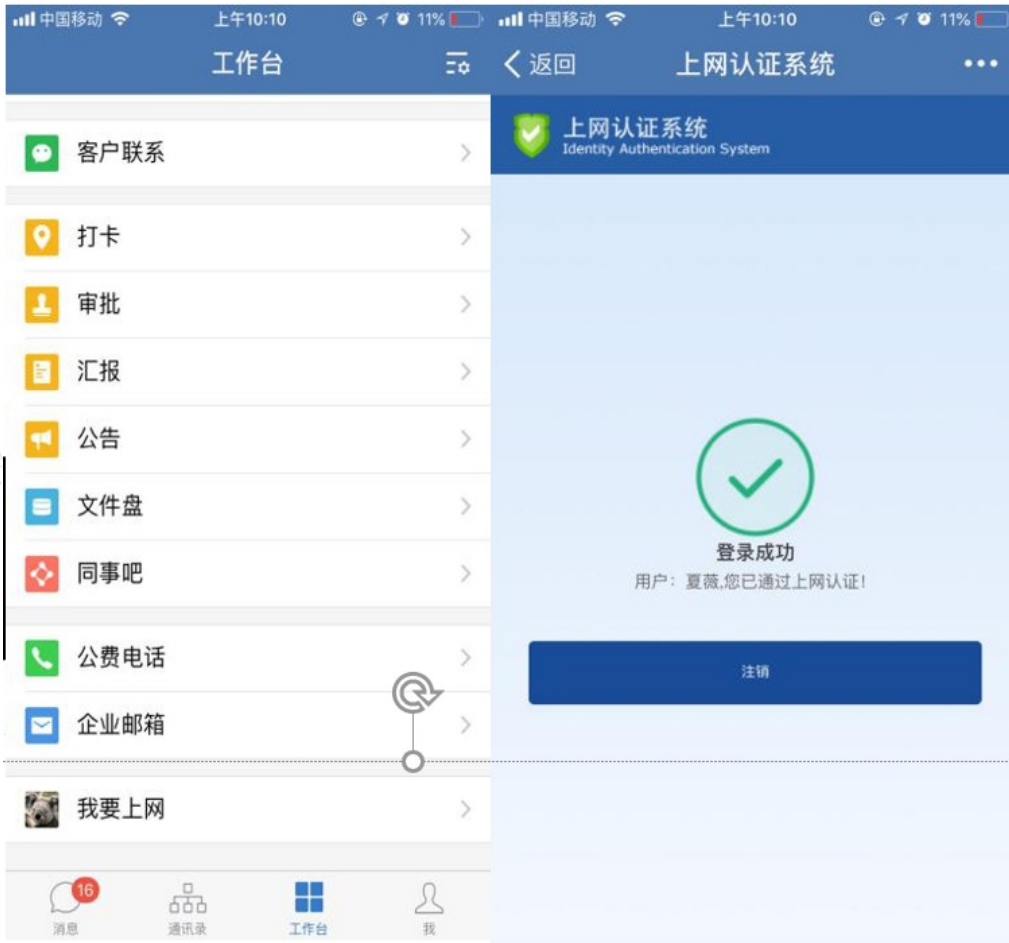 中国移动 上午10:10 11%
工作台
客户联系
打卡
审批
汇报
公告
文件盘
同事吧
公费电话
企业邮箱
我要上网
16
消息 通讯录 工作台 我
中国移动 上午10:10 11%
返回 上网认证系统
上网认证系统
Identity Authentication System
登录成功
用户：夏薇,您已通过上网认证!
注销